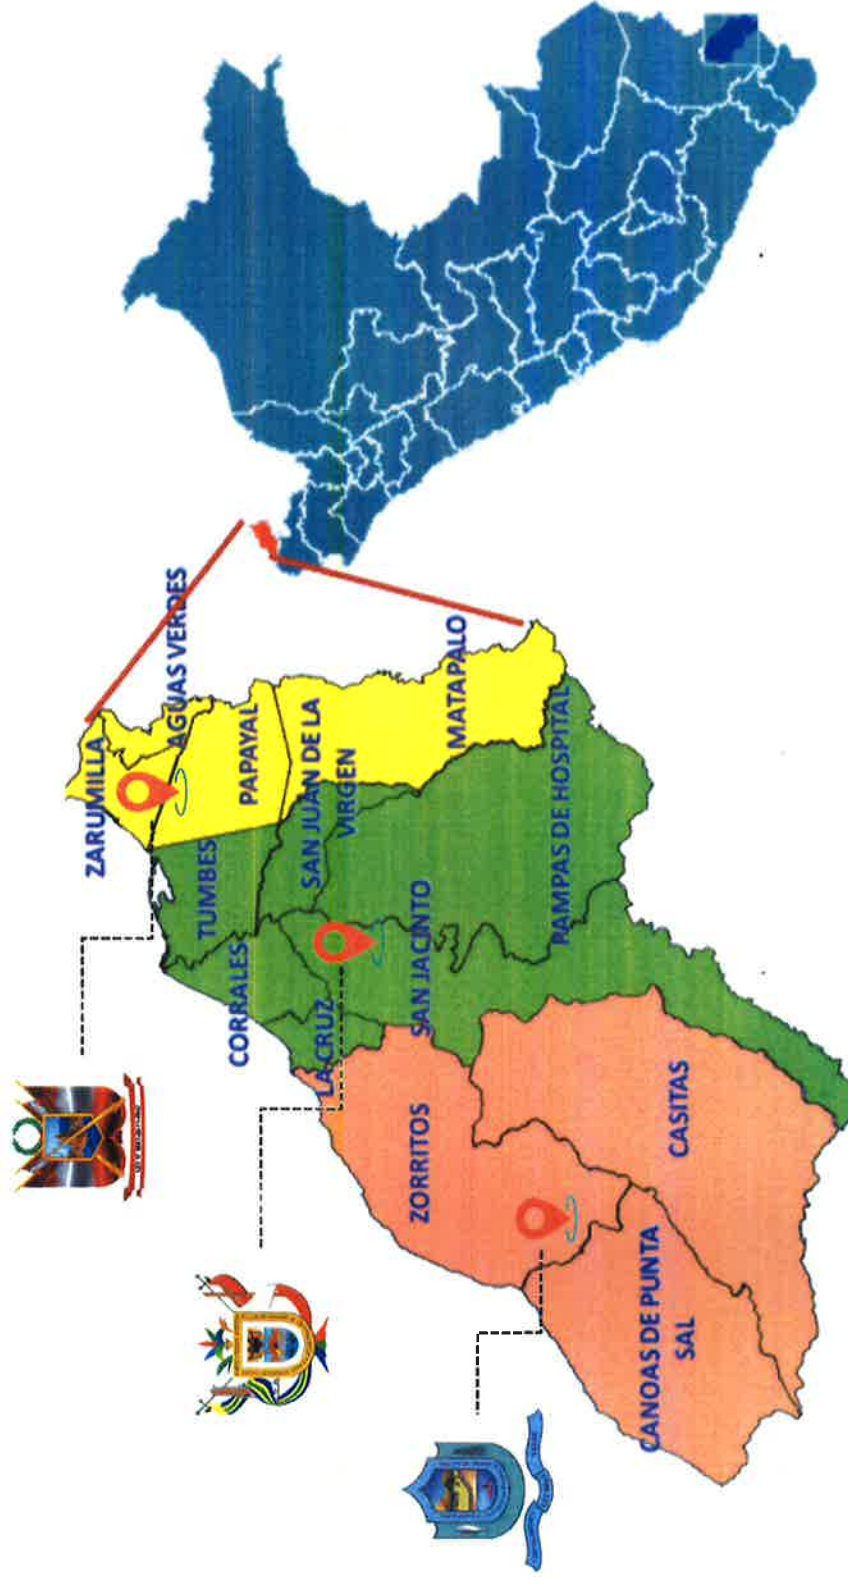 ZARUMILLA
AGUAS VERDES
TUMBES
PAPAYAL
CORRALES
SAN JUAN DE LA
VIRGEN
LA CRUZ
MATAPALO
SAN JACINTO
ZORRITOS
PAMPAS DE HOSPITAL
CASITAS
CANOAS DE PUNTA
SAL